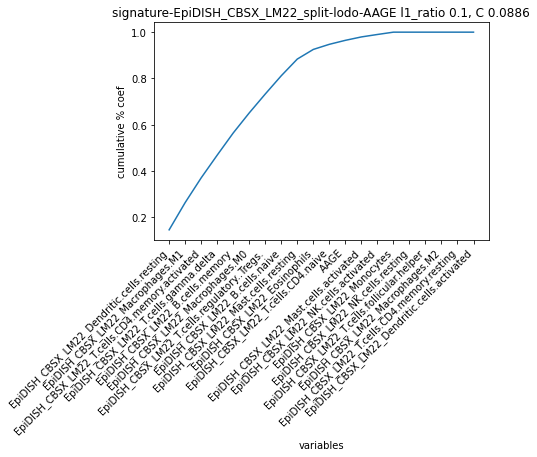 signature-EpiDISH_CBSX_LM22_split-lodo-AAGE l1_ratio 0.1, C 0.0886
1.0
0.8
0.6
0.4
0.2
cumulative % coef
EpiDISH_CBSX_LM22_Dendritic.cells.resting
EpiDISH_CBSX_LM22_Macrophages.M1
EpiDISH_CBSX_LM22_T.cells.CD4.memory.activated
EpiDISH_CBSX_LM22_T.cells.gamma.delta
EpiDISH_CBSX_LM22_B.cells.memory
EpiDISH_CBSX_LM22_Macrophages.M0
EpiDISH_CBSX_LM22_T.cells.regulatory..Tregs.
EpiDISH_CBSX_LM22_B.cells.naive
EpiDISH_CBSX_LM22_Mast.cells.resting
EpiDISH_CBSX_LM22_Eosinophils
EpiDISH_CBSX_LM22_T.cells.CD4.naive
AAGE
EpiDISH_CBSX_LM22_Mast.cells.activated
EpiDISH_CBSX_LM22_NK.cells.activated
EpiDISH_CBSX_LM22_Monocytes
EpiDISH_CBSX_LM22_NK.cells.resting
EpiDISH_CBSX_LM22_T.cells.follicular.helper
EpiDISH_CBSX_LM22_Macrophages.M2
EpiDISH_CBSX_LM22_T.cells.CD4.memory.resting
EpiDISH_CBSX_LM22_Dendritic.cells.activated
variables